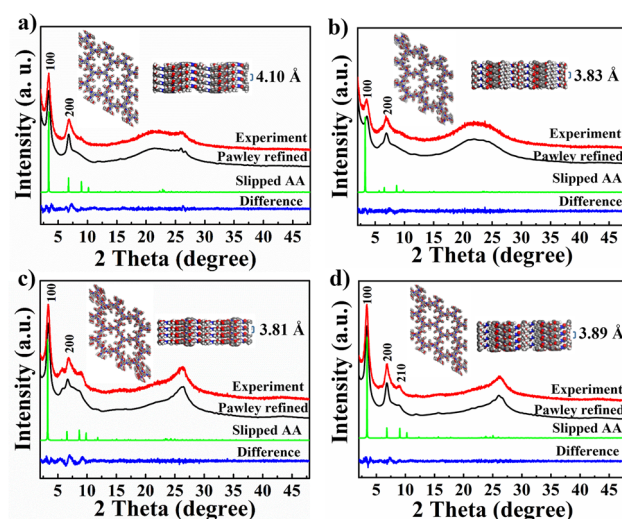 a)
Intensity (a. u.)
100
200
4.10 Å
Experiment
Pawley refined
Slipped AA
Difference
5 10 15 20 25 30 35 40 45
2 Theta (degree)
b)
Intensity (a. u.)
100
200
3.83 Å
Experiment
Pawley refined
Slipped AA
Difference
5 10 15 20 25 30 35 40 45
2 Theta (degree)
c)
Intensity (a.u.)
100
200
3.81 Å
Experiment
Pawley refined
Slipped AA
Difference
5 10 15 20 25 30 35 40 45
2 Theta (degree)
d)
Intensity (a.u.)
100
200
210
3.89 Å
Experiment
Pawley refined
Slipped AA
Difference
5 10 15 20 25 30 35 40 45
2 Theta (degree)